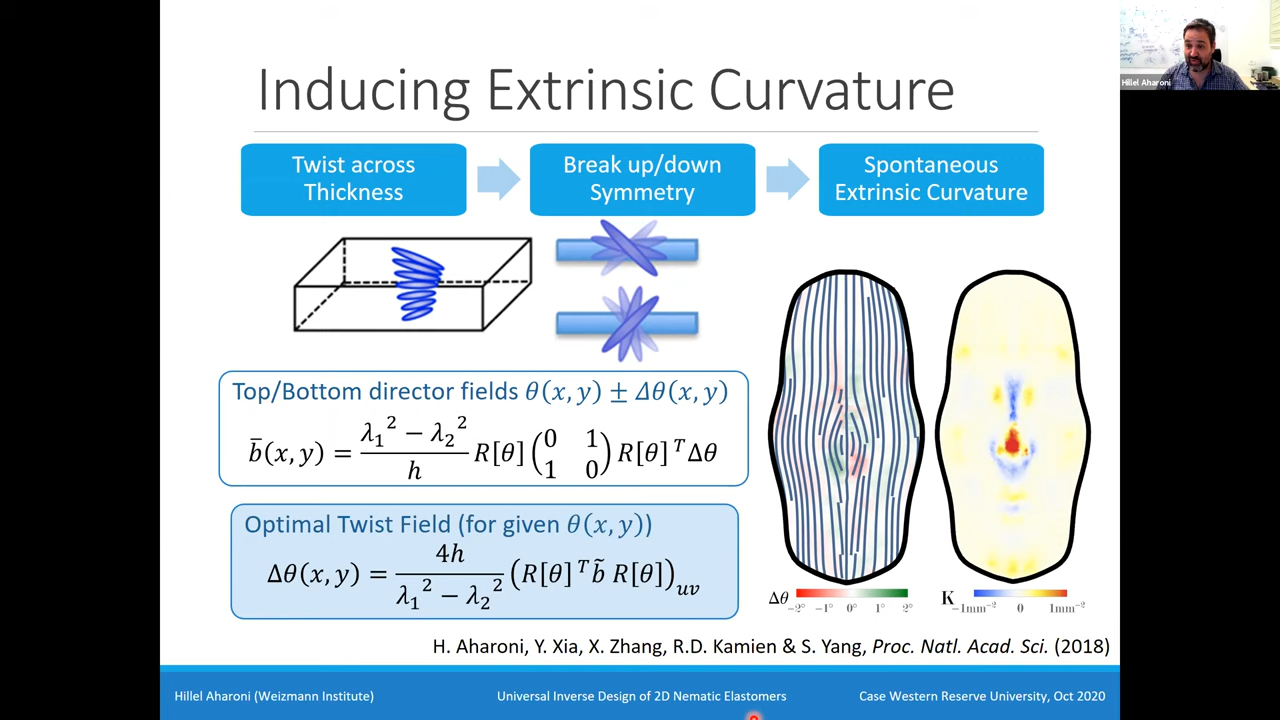 Inducing Extrinsic Curvature
Twist across
Thickness
Break up/down
Symmetry
Spontaneous
Extrinsic Curvature
Hillel Aharoni
Top/Bottom director fields θ(x, y) ± Δθ(x, y)
b̄(x, y) = (λ₁² − λ₂²)/h R[θ] (0 1; 1 0) R[θ]ᵀ Δθ
Optimal Twist Field (for given θ(x, y))
Δθ(x, y) = 4h/(λ₁² − λ₂²) (R[θ]ᵀ b̃ R[θ])ᵤᵥ
Δθ
-2° -1° 0° 1° 2°
K
-1mm⁻² 0 1mm⁻²
H. Aharoni, Y. Xia, X. Zhang, R.D. Kamien & S. Yang, Proc. Natl. Acad. Sci. (2018)
Hillel Aharoni (Weizmann Institute)
Universal Inverse Design of 2D Nematic Elastomers
Case Western Reserve University, Oct 2020